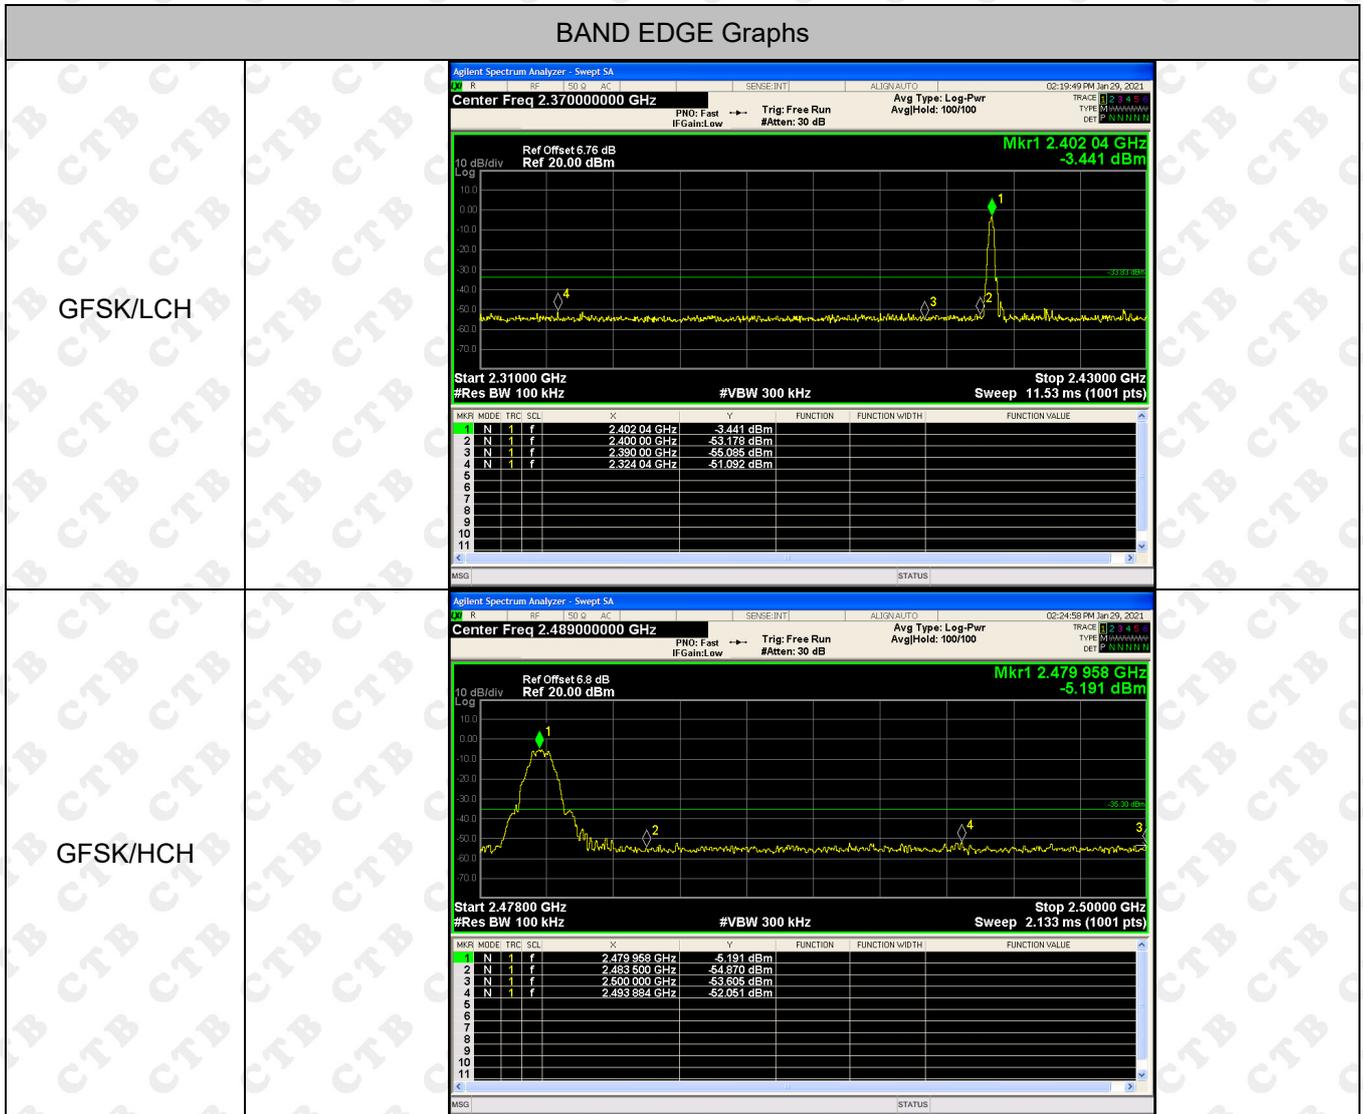 BAND EDGE Graphs
GFSK/LCH
Agilent Spectrum Analyzer - Swept SA
R RF 50 Ω AC SENSE:INT ALIGNAUTO 02:19:49 PM Jan 29, 2021
Center Freq 2.370000000 GHz
Avg Type: Log-Pwr
TRACE 1 2 3 4 5 6
PNO: Fast
Trig: Free Run
Avg|Hold: 100/100
TYPE M
IFGain:Low
#Atten: 30 dB
DET P N N N N N
Mkr1 2.402 04 GHz
Ref Offset 6.76 dB
10 dB/div Ref 20.00 dBm
-3.441 dBm
Log
10.0
0.00
-10.0
-20.0
-30.0
-40.0
-50.0
-60.0
-70.0
1
-33.83 dBm
4
3
2
Start 2.31000 GHz Stop 2.43000 GHz
#Res BW 100 kHz #VBW 300 kHz Sweep 11.53 ms (1001 pts)
MKR MODE TRC SCL X Y FUNCTION FUNCTION WIDTH FUNCTION VALUE
1 N 1 f 2.402 04 GHz -3.441 dBm
2 N 1 f 2.400 00 GHz -53.178 dBm
3 N 1 f 2.390 00 GHz -55.085 dBm
4 N 1 f 2.324 04 GHz -51.092 dBm
5
6
7
8
9
10
11
MSG STATUS
GFSK/HCH
Agilent Spectrum Analyzer - Swept SA
R RF 50 Ω AC SENSE:INT ALIGNAUTO 02:24:58 PM Jan 29, 2021
Center Freq 2.489000000 GHz
Avg Type: Log-Pwr
TRACE 1 2 3 4 5 6
PNO: Fast
Trig: Free Run
Avg|Hold: 100/100
TYPE M
IFGain:Low
#Atten: 30 dB
DET P N N N N N
Mkr1 2.479 958 GHz
Ref Offset 6.8 dB
10 dB/div Ref 20.00 dBm
-5.191 dBm
Log
10.0
0.00
-10.0
-20.0
-30.0
-40.0
-50.0
-60.0
-70.0
1
-35.30 dBm
2
4
3
Start 2.47800 GHz Stop 2.50000 GHz
#Res BW 100 kHz #VBW 300 kHz Sweep 2.133 ms (1001 pts)
MKR MODE TRC SCL X Y FUNCTION FUNCTION WIDTH FUNCTION VALUE
1 N 1 f 2.479 958 GHz -5.191 dBm
2 N 1 f 2.483 500 GHz -54.870 dBm
3 N 1 f 2.500 000 GHz -53.605 dBm
4 N 1 f 2.493 884 GHz -52.051 dBm
5
6
7
8
9
10
11
MSG STATUS
CTB